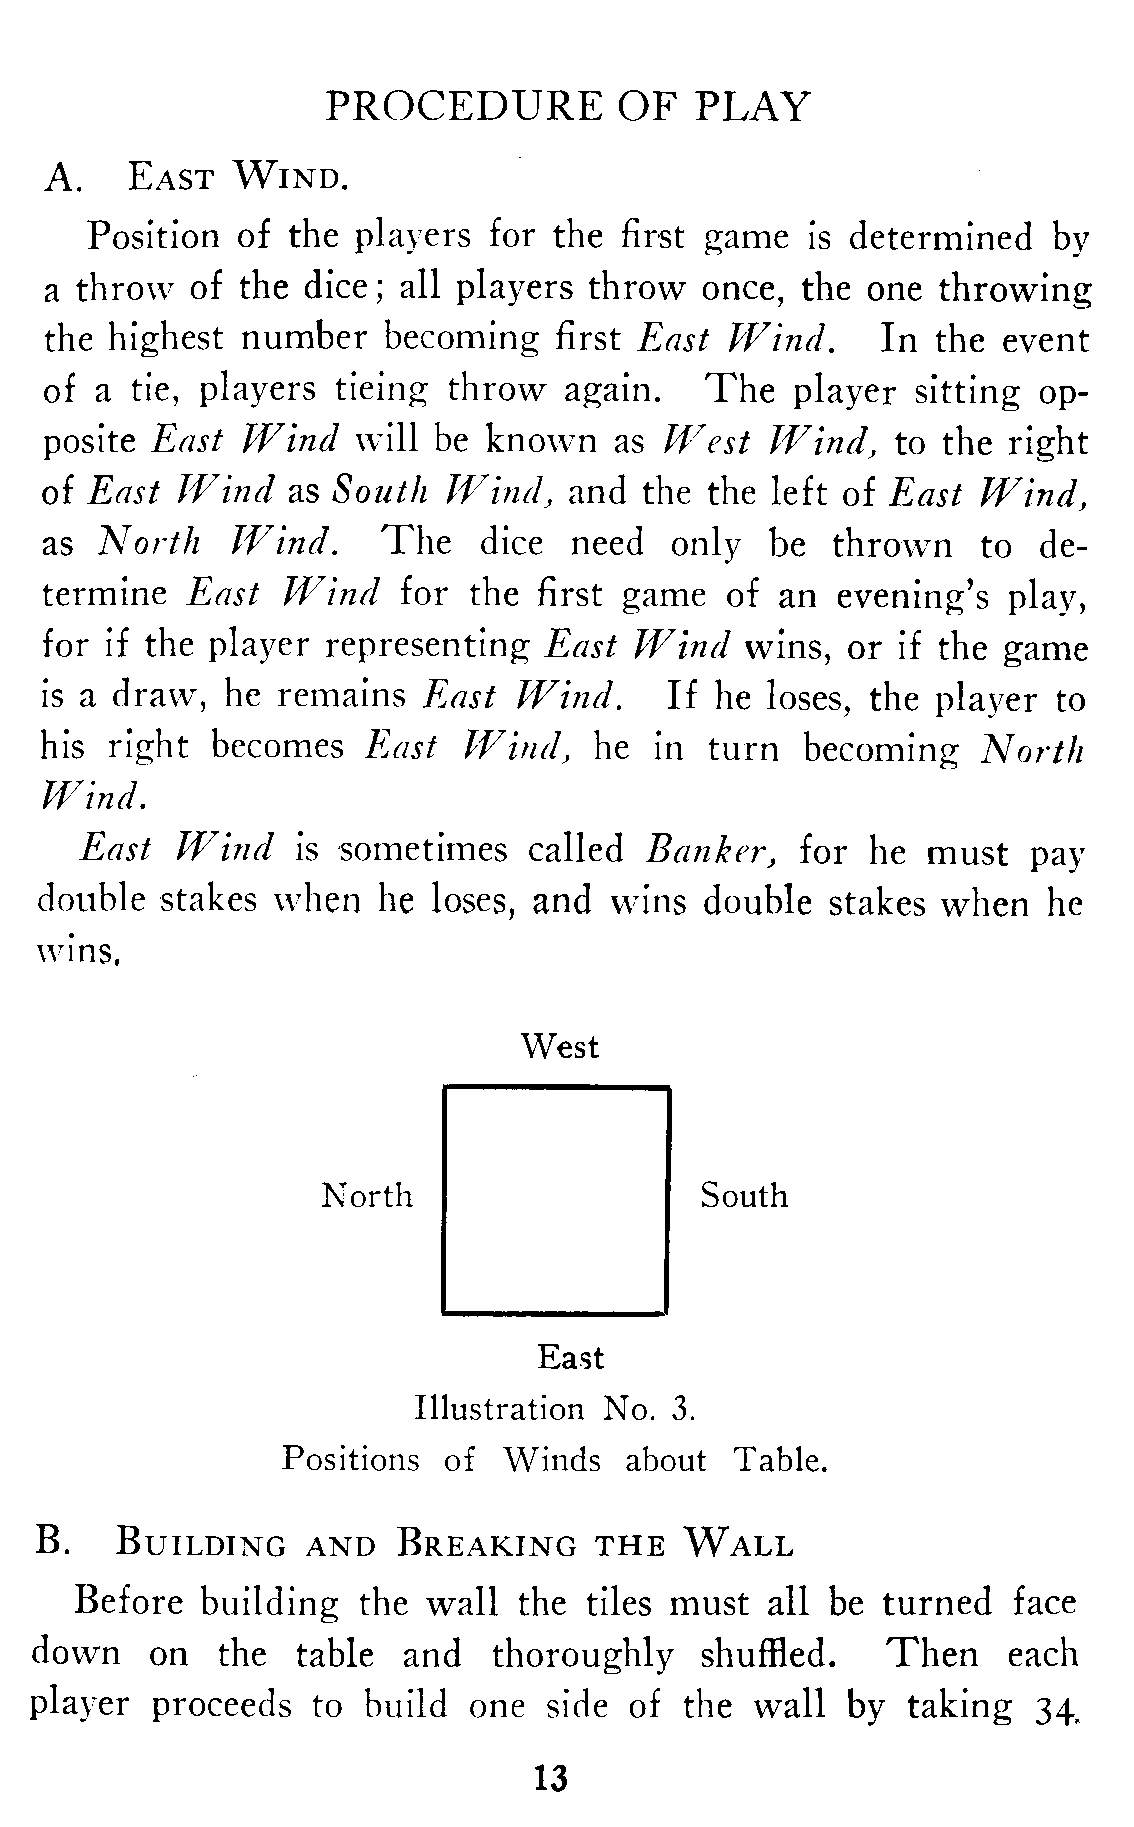 PROCEDURE OF PLAY
A. East Wind.
Position of the players for the first game is determined by
a throw of the dice; all players throw once, the one throwing
the highest number becoming first East Wind. In the event
of a tie, players tieing throw again. The player sitting op-
posite East Wind will be known as West Wind, to the right
of East Wind as South Wind, and the the left of East Wind,
as North Wind. The dice need only be thrown to de-
termine East Wind for the first game of an evening's play,
for if the player representing East Wind wins, or if the game
is a draw, he remains East Wind. If he loses, the player to
his right becomes East Wind, he in turn becoming North
Wind.
East Wind is sometimes called Banker, for he must pay
double stakes when he loses, and wins double stakes when he
wins.
West
North South
East
Illustration No. 3.
Positions of Winds about Table.
B. Building and Breaking the Wall
Before building the wall the tiles must all be turned face
down on the table and thoroughly shuffled. Then each
player proceeds to build one side of the wall by taking 34
13